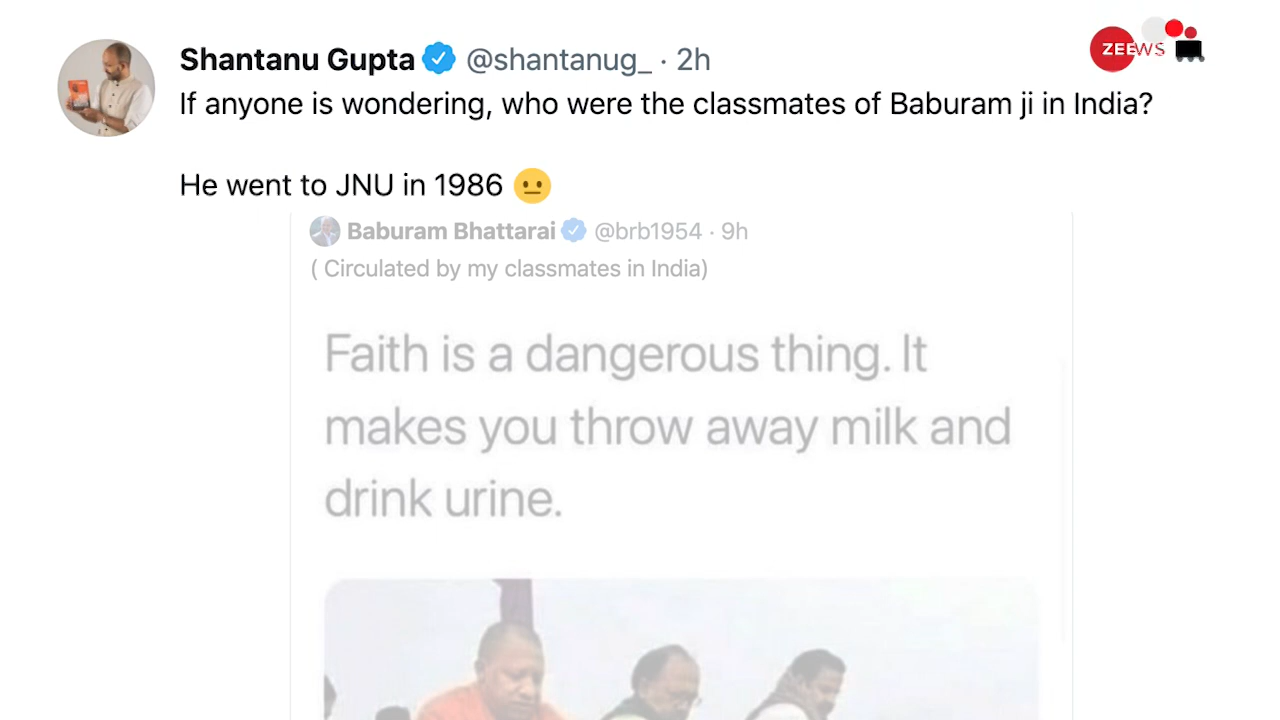 Shantanu Gupta @shantanug_ · 2h
If anyone is wondering, who were the classmates of Baburam ji in India?
He went to JNU in 1986 😐
Baburam Bhattarai @brb1954 · 9h
( Circulated by my classmates in India)
Faith is a dangerous thing. It
makes you throw away milk and
drink urine.
ZEE